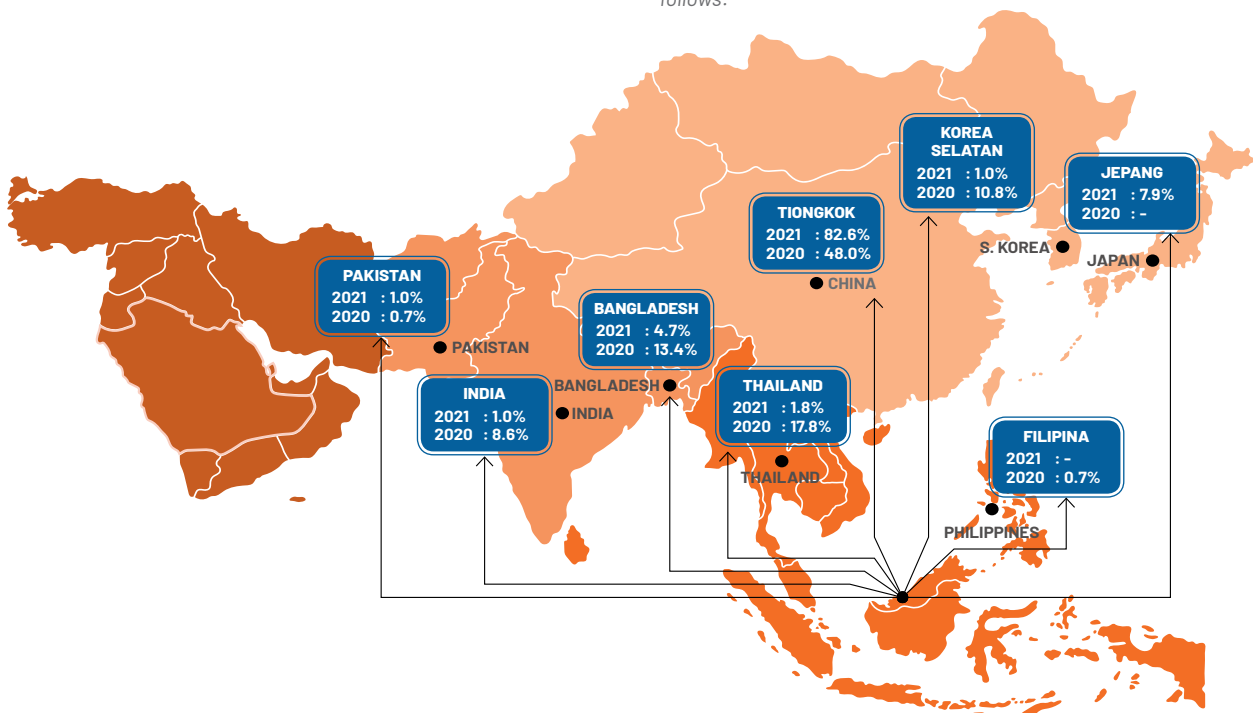 follows:
KOREA
SELATAN
2021 : 1.0%
2020 : 10.8%
JEPANG
2021 : 7.9%
2020 : -
TIONGKOK
2021 : 82.6%
2020 : 48.0%
S. KOREA
JAPAN
CHINA
PAKISTAN
2021 : 1.0%
2020 : 0.7%
PAKISTAN
BANGLADESH
2021 : 4.7%
2020 : 13.4%
BANGLADESH
INDIA
2021 : 1.0%
2020 : 8.6%
INDIA
THAILAND
2021 : 1.8%
2020 : 17.8%
THAILAND
FILIPINA
2021 : -
2020 : 0.7%
PHILIPPINES